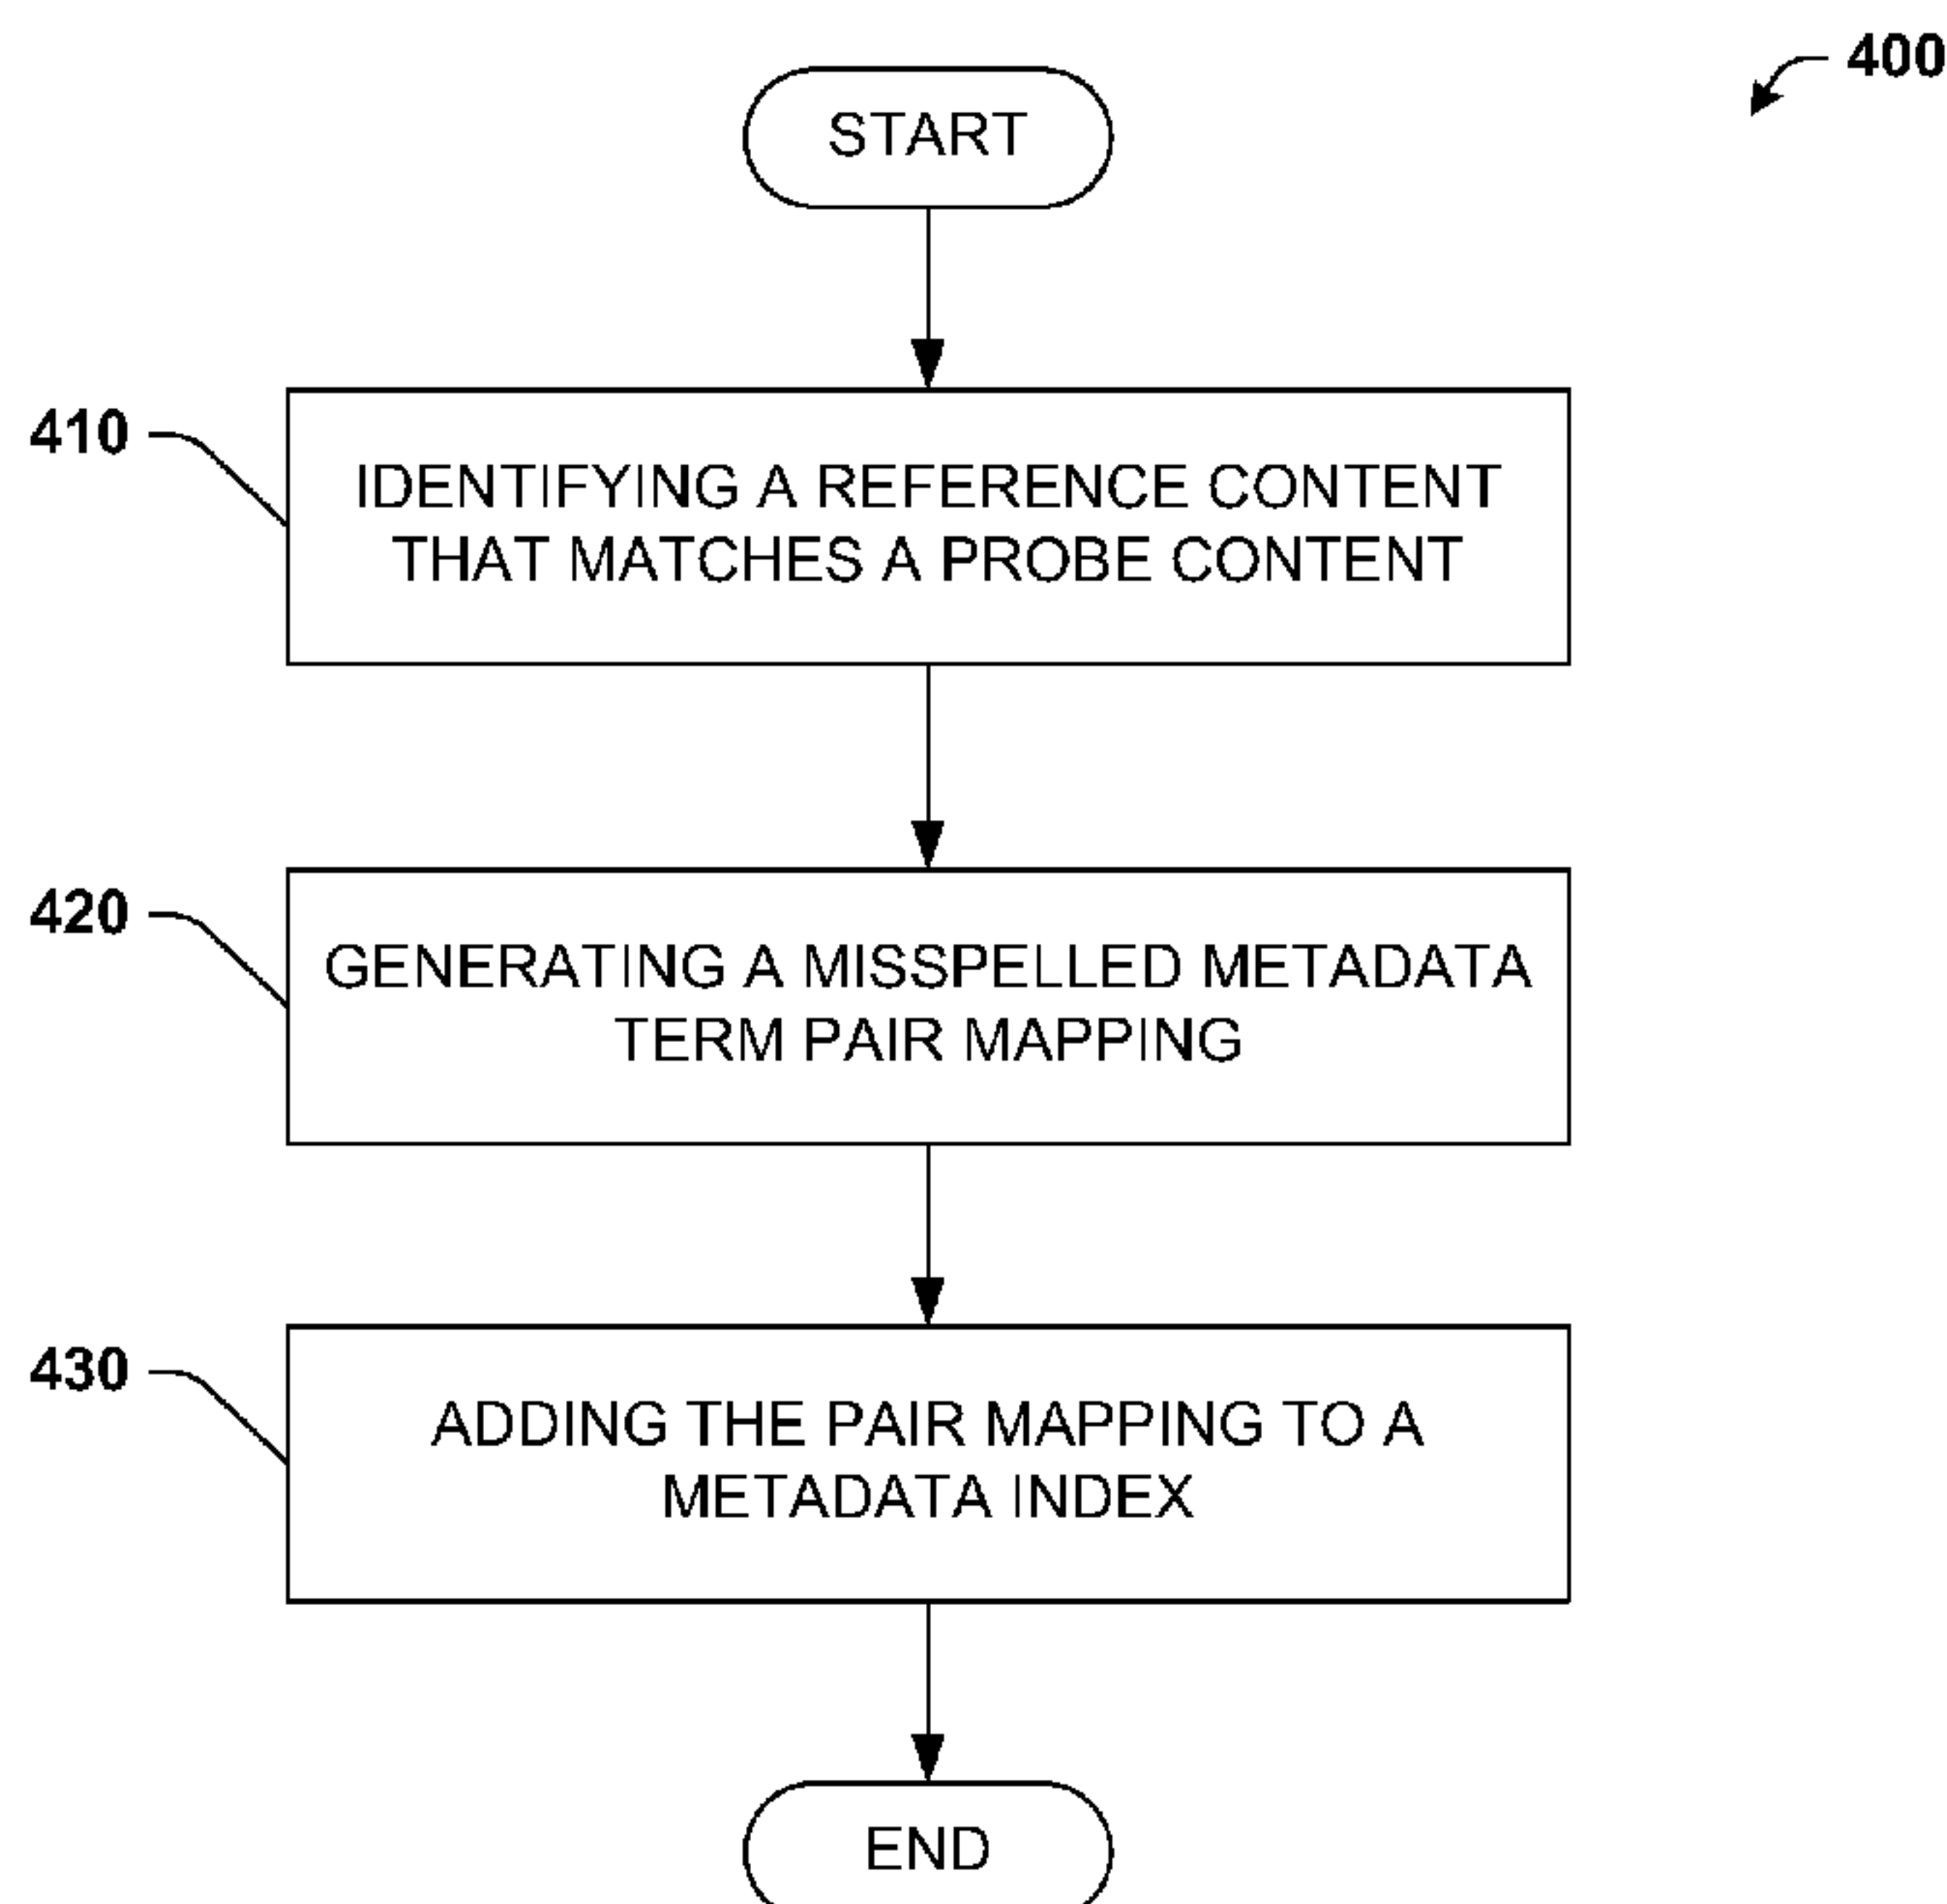 400
START
410
IDENTIFYING A REFERENCE CONTENT
THAT MATCHES A PROBE CONTENT
420
GENERATING A MISSPELLED METADATA
TERM PAIR MAPPING
430
ADDING THE PAIR MAPPING TO A
METADATA INDEX
END